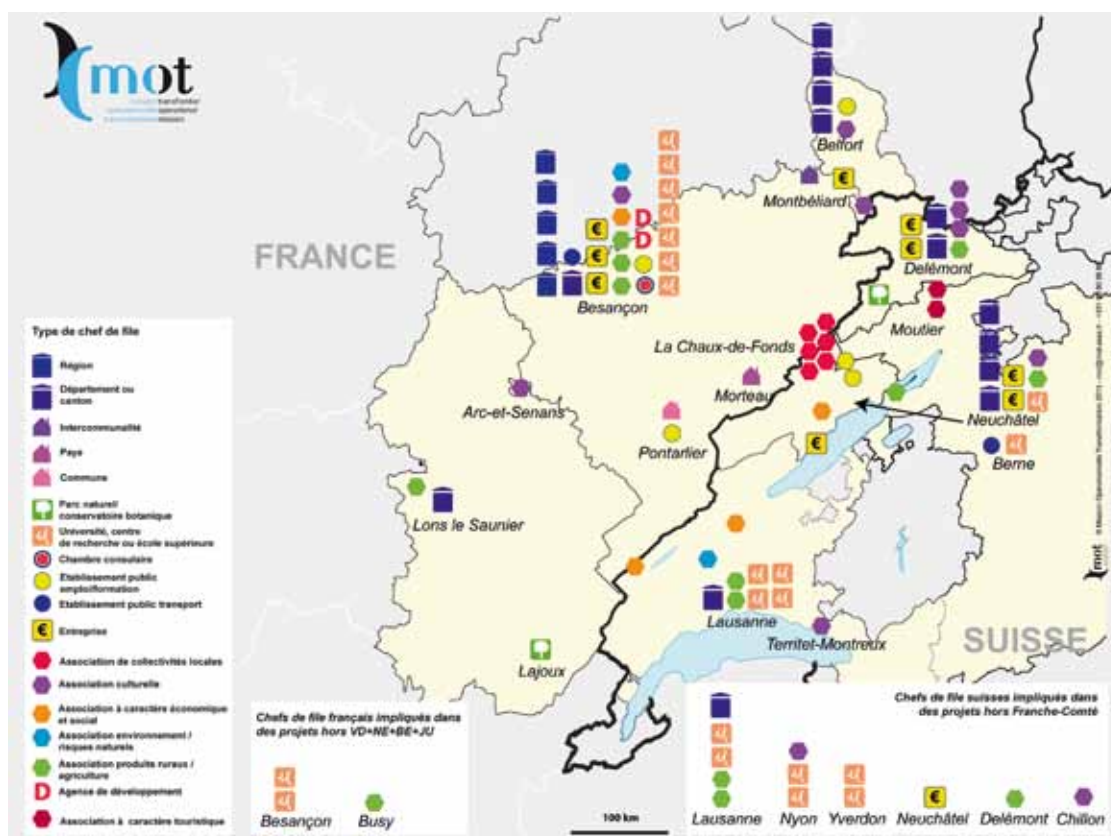 mot
FRANCE
SUISSE
Belfort
Montbéliard
Delémont
Besançon
Moutier
La Chaux-de-Fonds
Morteau
Arc-et-Senans
Neuchâtel
Pontarlier
Berne
Lons le Saunier
Lausanne
Territet-Montreux
Lajoux
Type de chef de file
Région
Département ou
canton
Intercommunalité
Pays
Commune
Parc naturel/
conservatoire botanique
Université, centre
de recherche ou école supérieure
Chambre consulaire
Etablissement public
emploi/formation
Etablissement public transport
€ Entreprise
Association de collectivités locales
Association culturelle
Association à caractère économique
et social
Association environnement /
risques naturels
Association produits ruraux /
agriculture
D Agence de développement
Association à caractère touristique
Chefs de file français impliqués dans
des projets hors VD+NE+BE+JU
Besançon Busy
100 km
Chefs de file suisses impliqués dans
des projets hors Franche-Comté
Lausanne Nyon Yverdon Neuchâtel Delémont Chillon
mot